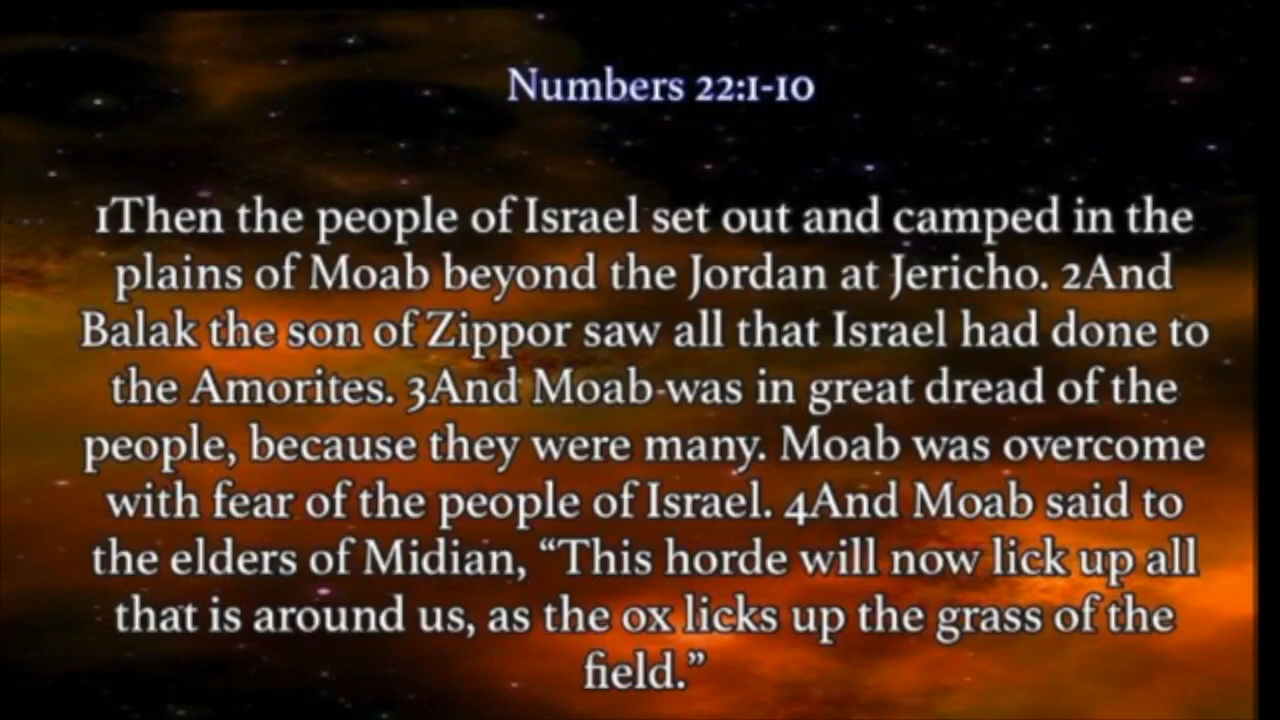 Numbers 22:1-10
1Then the people of Israel set out and camped in the
plains of Moab beyond the Jordan at Jericho. 2And
Balak the son of Zippor saw all that Israel had done to
the Amorites. 3And Moab was in great dread of the
people, because they were many. Moab was overcome
with fear of the people of Israel. 4And Moab said to
the elders of Midian, “This horde will now lick up all
that is around us, as the ox licks up the grass of the
field.”